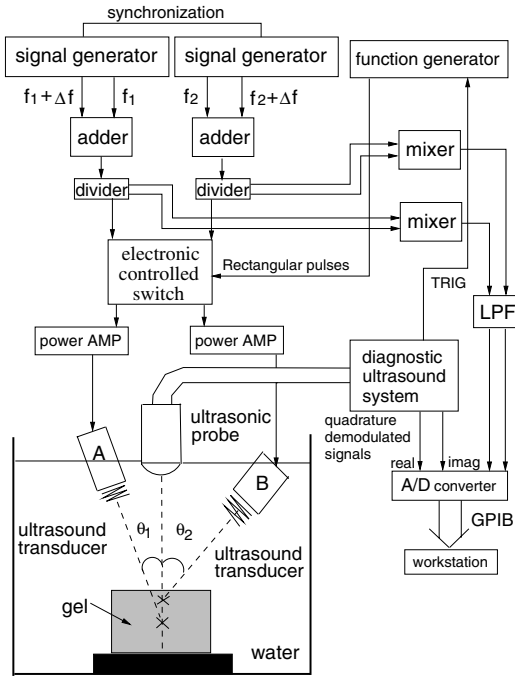 synchronization
signal generator
signal generator
function generator
f1+Δf
f1
f2
f2+Δf
adder
adder
mixer
divider
divider
mixer
electronic
controlled
switch
Rectangular pulses
TRIG
LPF
power AMP
power AMP
diagnostic
ultrasound
system
ultrasonic
probe
quadrature
demodulated
signals
real
imag
A
B
A/D converter
GPIB
workstation
ultrasound
transducer
θ1
θ2
ultrasound
transducer
gel
water